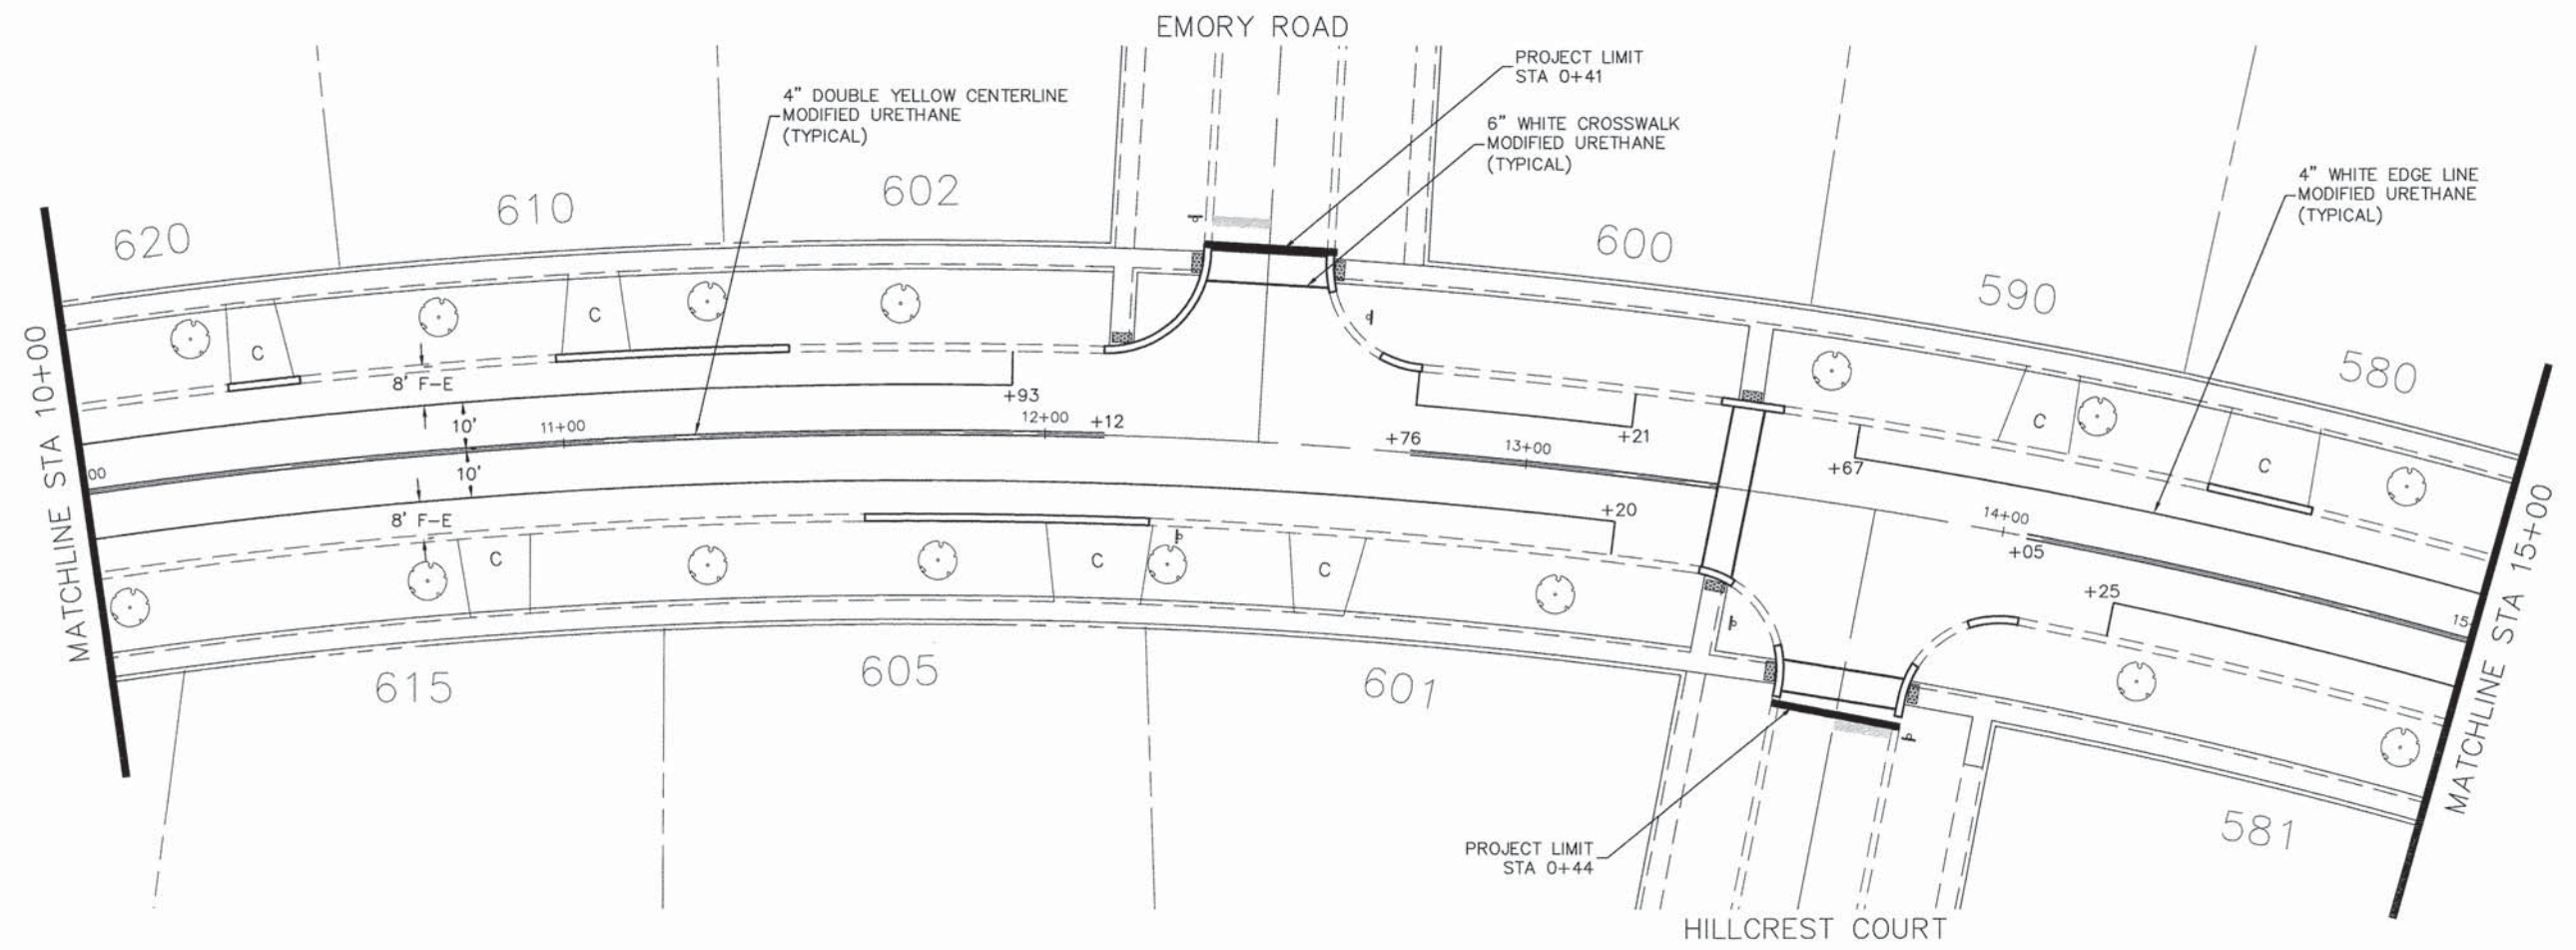 EMORY ROAD
PROJECT LIMIT
STA 0+41
4" DOUBLE YELLOW CENTERLINE
MODIFIED URETHANE
(TYPICAL)
6" WHITE CROSSWALK
MODIFIED URETHANE
(TYPICAL)
4" WHITE EDGE LINE
MODIFIED URETHANE
(TYPICAL)
620
610
602
600
590
580
C
C
C
C
MATCHLINE STA 10+00
8' F-E
+93
10'
11+00
12+00
+12
+76
13+00
+21
+67
00
10'
8' F-E
+20
14+00
+05
+25
15
MATCHLINE STA 15+00
C
C
C
615
605
601
581
PROJECT LIMIT
STA 0+44
HILLCREST COURT